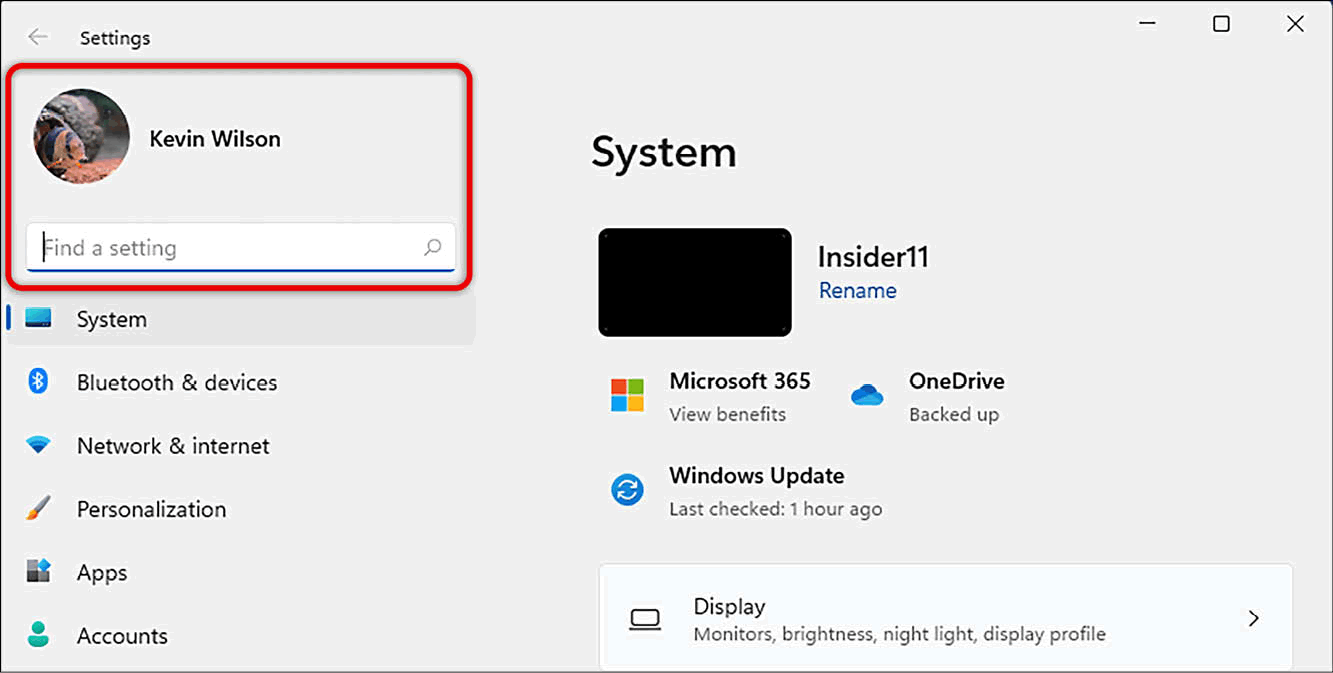 Settings
Kevin Wilson
Find a setting
System
Bluetooth & devices
Network & internet
Personalization
Apps
Accounts
System
Insider11
Rename
Microsoft 365
View benefits
OneDrive
Backed up
Windows Update
Last checked: 1 hour ago
Display
Monitors, brightness, night light, display profile